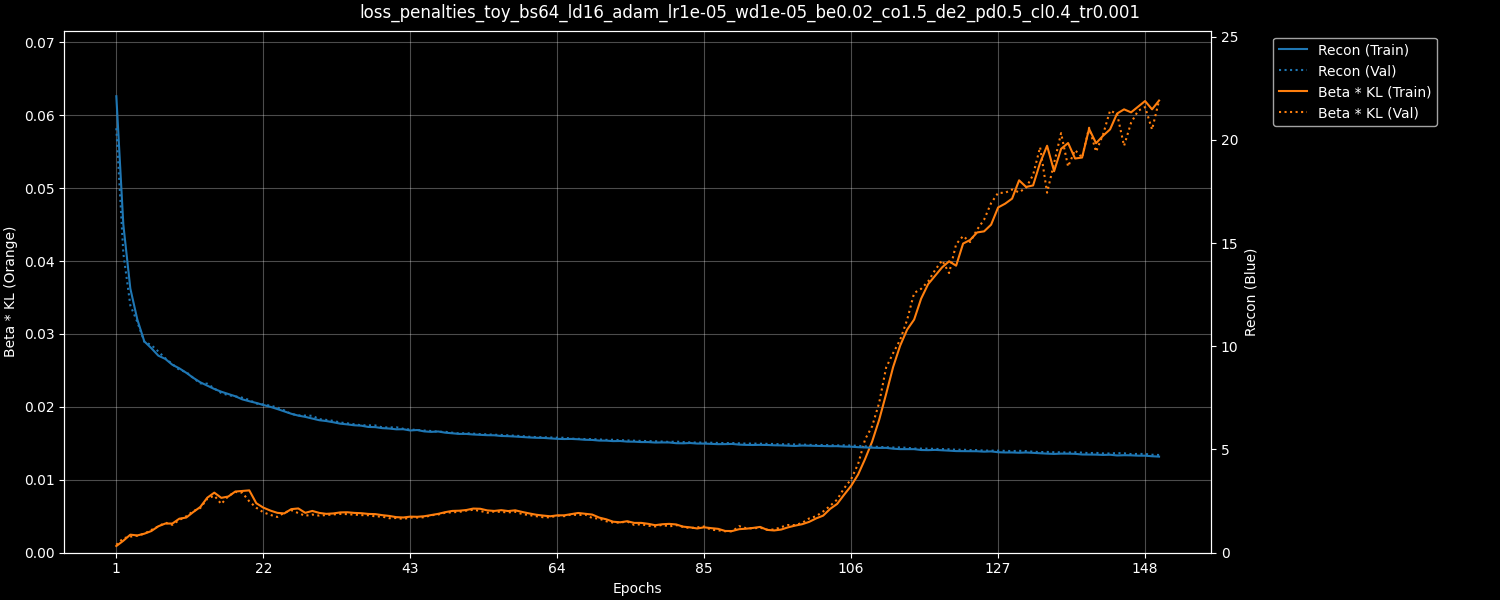 loss_penalties_toy_bs64_ld16_adam_lr1e-05_wd1e-05_be0.02_co1.5_de2_pd0.5_cl0.4_tr0.001
Beta * KL (Orange)
0.07
0.06
0.05
0.04
0.03
0.02
0.01
0.00
1
22
43
64
85
106
127
148
Epochs
25
20
15
10
5
0
Recon (Blue)
Recon (Train)
Recon (Val)
Beta * KL (Train)
Beta * KL (Val)